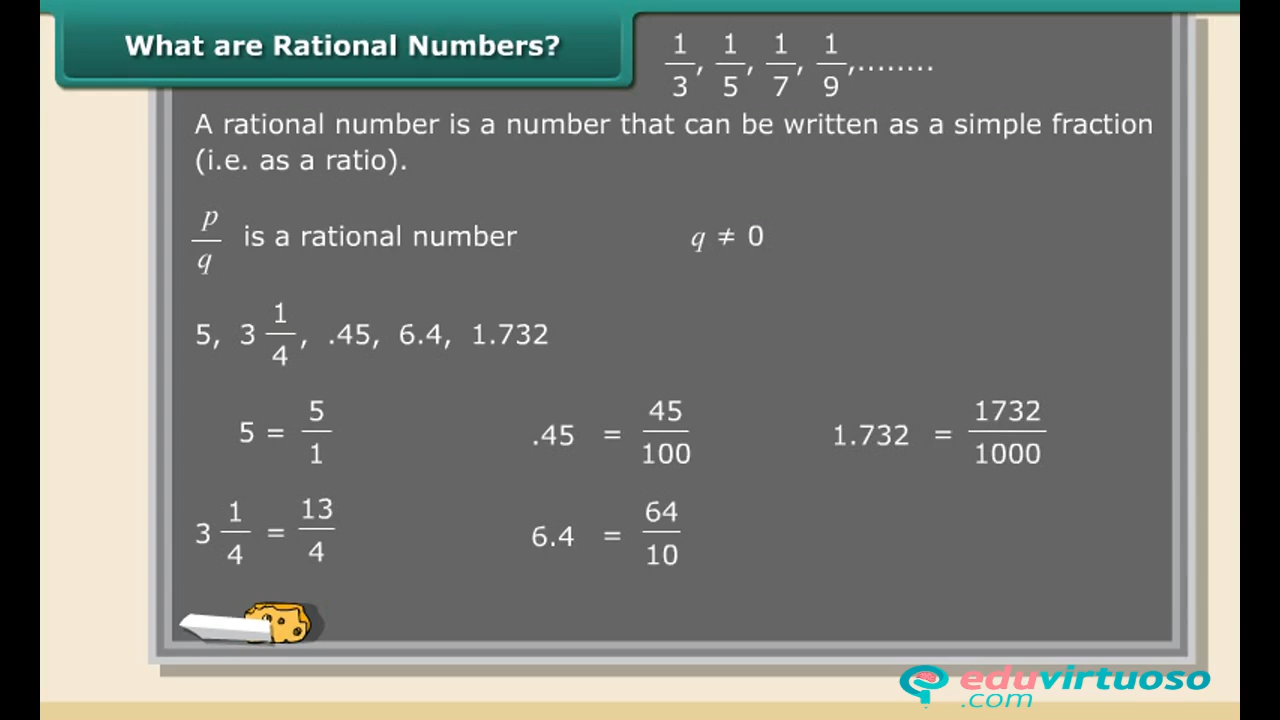 What are Rational Numbers?
1/3, 1/5, 1/7, 1/9,........
A rational number is a number that can be written as a simple fraction
(i.e. as a ratio).
p/q is a rational number q ≠ 0
5, 3 1/4, .45, 6.4, 1.732
5 = 5/1 .45 = 45/100 1.732 = 1732/1000
3 1/4 = 13/4 6.4 = 64/10
eduvirtuoso
.com